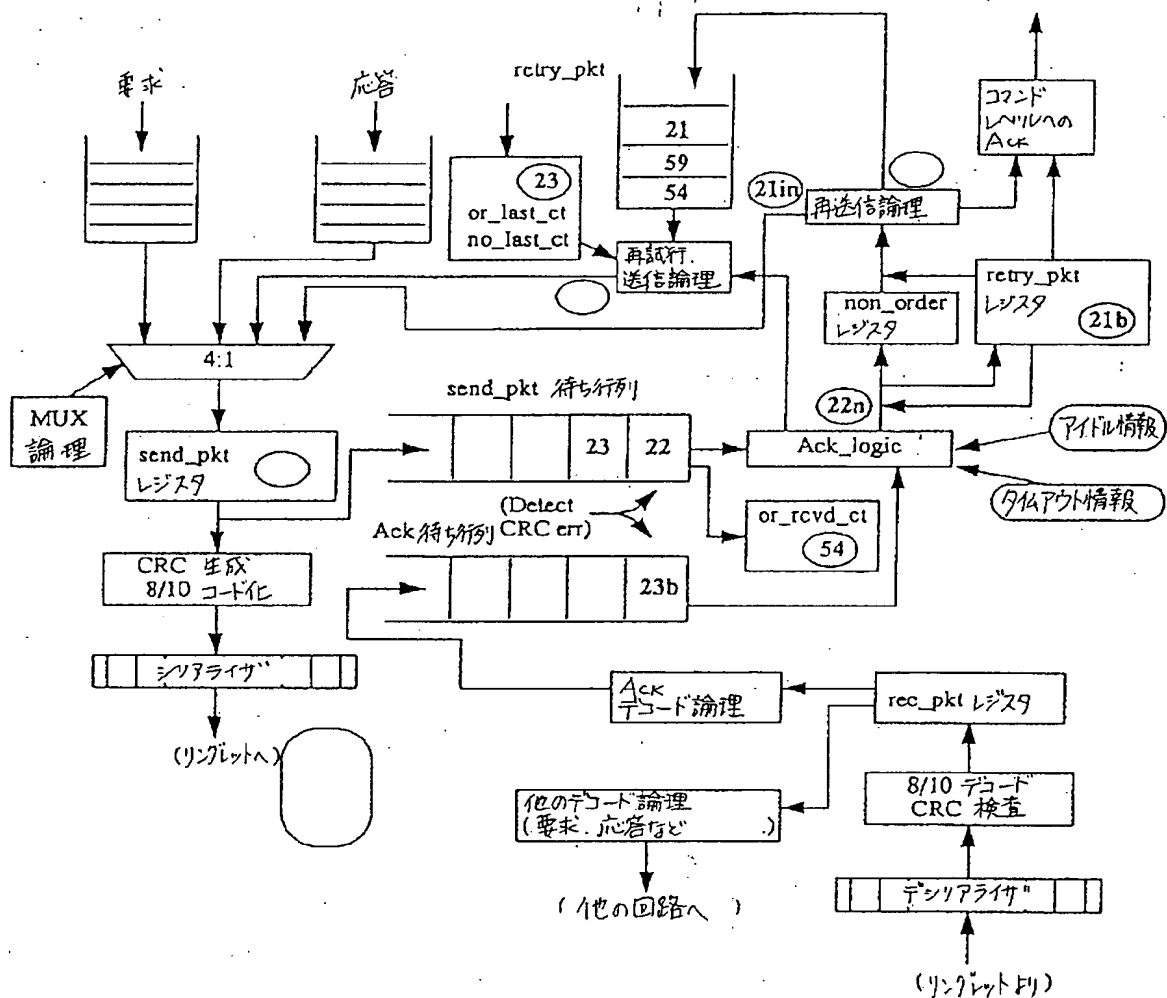 要求
応答
retry_pkt
23
or_last_ct
no_last_ct
21
59
54
再試行.
送信論理
21in
再送信論理
コマンド
レベルへの
Ack
non_order
レジスタ
retry_pkt
レジスタ
21b
4:1
MUX
論理
send_pkt
レジスタ
send_pkt 待ち行列
23
22
22n
Ack_logic
アイドル情報
タイムアウト情報
(Detect
CRC err)
or_rcvd_ct
54
Ack 待ち行列
23b
CRC 生成
8/10 コード化
シリアライザ
(リングレットへ)
Ack
デコード論理
rec_pkt レジスタ
他のデコード論理
(要求、応答など )
(他の回路へ )
8/10 デコード
CRC 検査
デシリアライザ
(リングレットより)